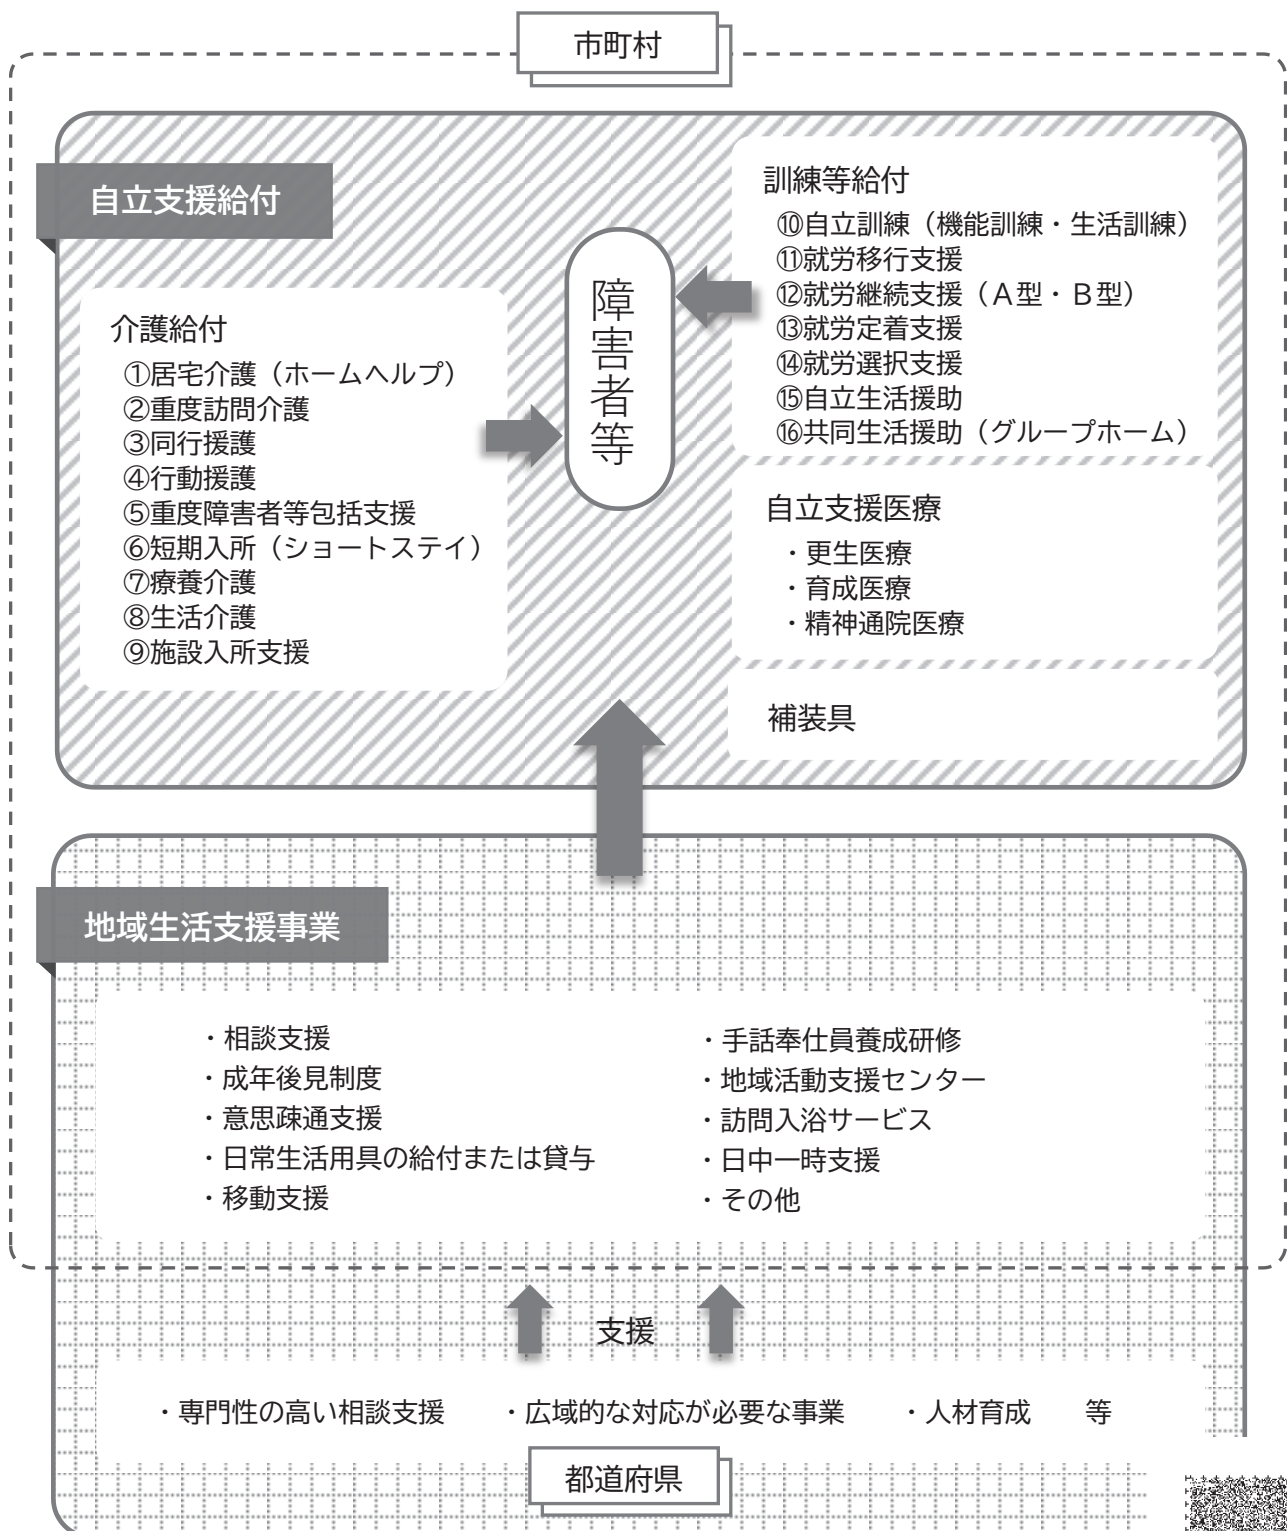 市町村
自立支援給付
介護給付
①居宅介護（ホームヘルプ）
②重度訪問介護
③同行援護
④行動援護
⑤重度障害者等包括支援
⑥短期入所（ショートステイ）
⑦療養介護
⑧生活介護
⑨施設入所支援
障害者等
訓練等給付
⑩自立訓練（機能訓練・生活訓練）
⑪就労移行支援
⑫就労継続支援（Ａ型・Ｂ型）
⑬就労定着支援
⑭就労選択支援
⑮自立生活援助
⑯共同生活援助（グループホーム）
自立支援医療
・更生医療
・育成医療
・精神通院医療
補装具
地域生活支援事業
・相談支援
・成年後見制度
・意思疎通支援
・日常生活用具の給付または貸与
・移動支援
・手話奉仕員養成研修
・地域活動支援センター
・訪問入浴サービス
・日中一時支援
・その他
支援
・専門性の高い相談支援　　・広域的な対応が必要な事業　　・人材育成　　等
都道府県